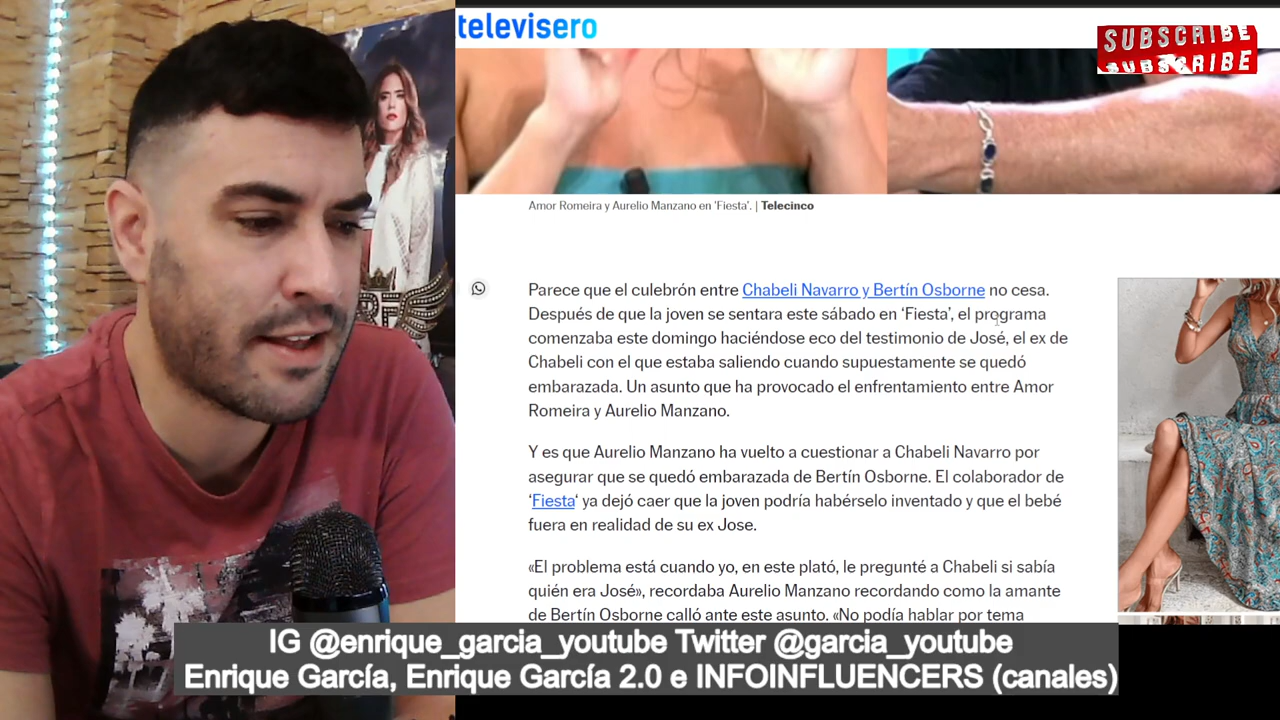 televisero
SUBSCRIBE
SUBSCRIBE
Amor Romeira y Aurelio Manzano en 'Fiesta'. | Telecinco
Parece que el culebrón entre Chabeli Navarro y Bertín Osborne no cesa.
Después de que la joven se sentara este sábado en ‘Fiesta’, el programa
comenzaba este domingo haciéndose eco del testimonio de José, el ex de
Chabeli con el que estaba saliendo cuando supuestamente se quedó
embarazada. Un asunto que ha provocado el enfrentamiento entre Amor
Romeira y Aurelio Manzano.
Y es que Aurelio Manzano ha vuelto a cuestionar a Chabeli Navarro por
asegurar que se quedó embarazada de Bertín Osborne. El colaborador de
‘Fiesta‘ ya dejó caer que la joven podría habérselo inventado y que el bebé
fuera en realidad de su ex Jose.
«El problema está cuando yo, en este plató, le pregunté a Chabeli si sabía
quién era José», recordaba Aurelio Manzano recordando como la amante
de Bertín Osborne calló ante este asunto. «No podía hablar por tema
IG @enrique_garcia_youtube Twitter @garcia_youtube
Enrique García, Enrique García 2.0 e INFOINFLUENCERS (canales)